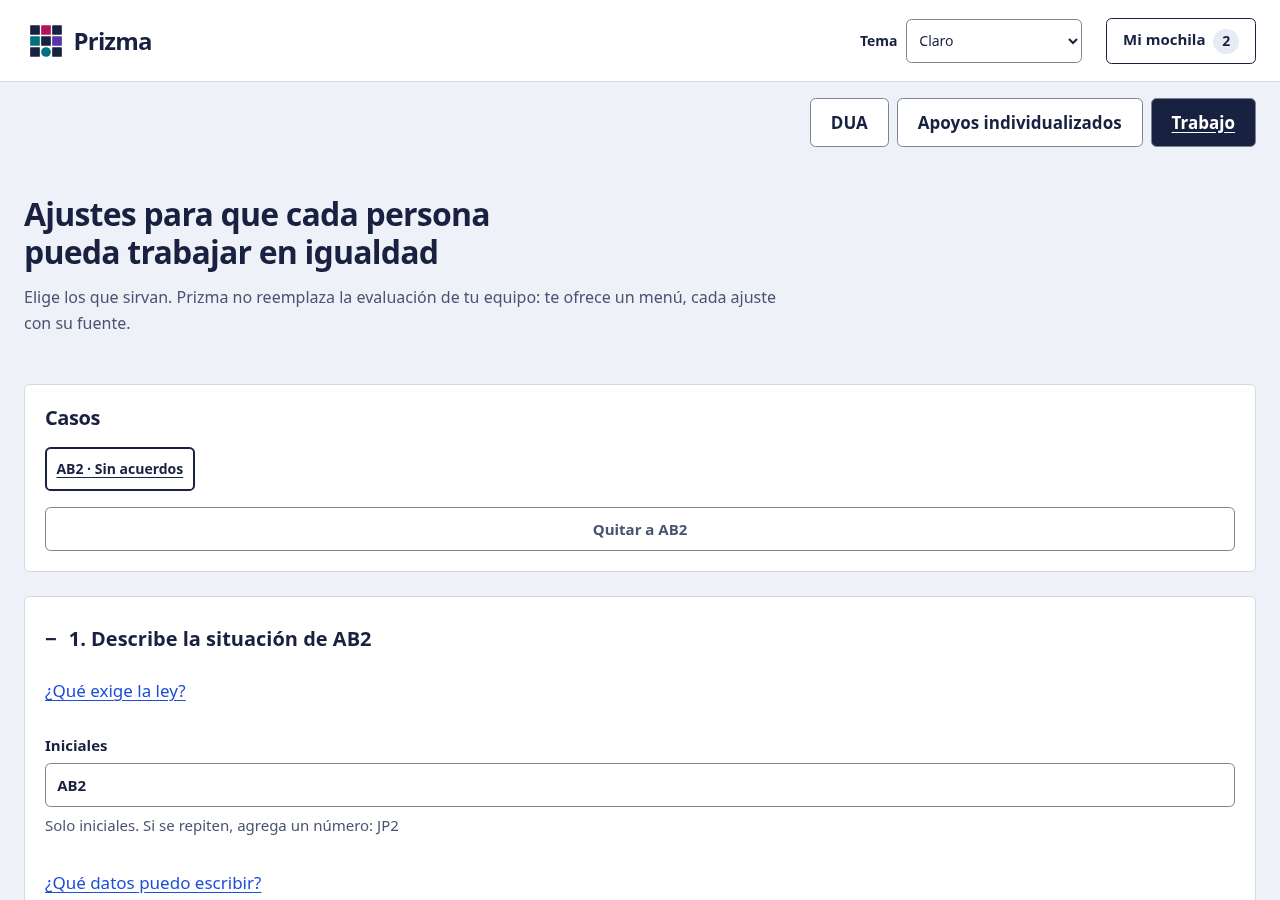 Prizma
Tema
Claro
Mi mochila 2
DUA
Apoyos individualizados
Trabajo
Ajustes para que cada persona
pueda trabajar en igualdad
Elige los que sirvan. Prizma no reemplaza la evaluación de tu equipo: te ofrece un menú, cada ajuste
con su fuente.
Casos
AB2 · Sin acuerdos
Quitar a AB2
− 1. Describe la situación de AB2
¿Qué exige la ley?
Iniciales
AB2
Solo iniciales. Si se repiten, agrega un número: JP2
¿Qué datos puedo escribir?